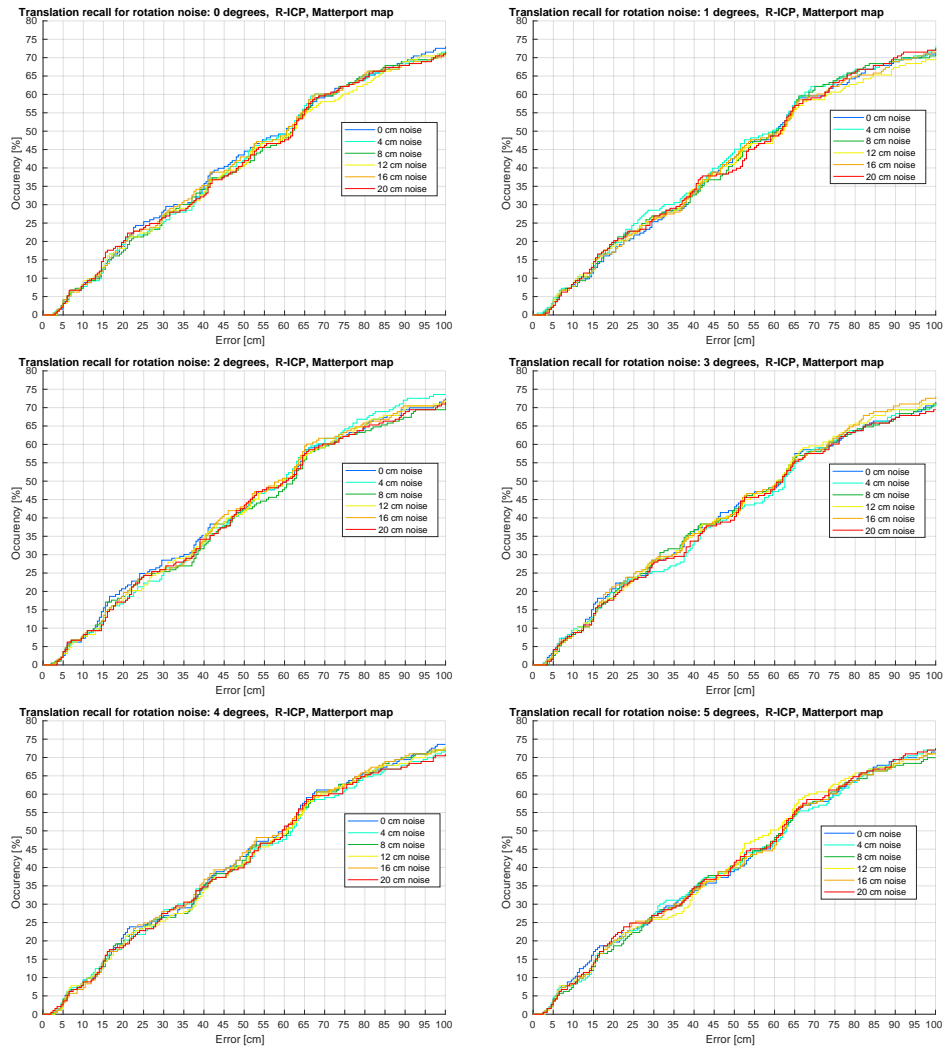 Translation recall for rotation noise: 0 degrees,  R-ICP, Matterport map
Occurency [%]
80
75
70
65
60
55
50
45
40
35
30
25
20
15
10
5
0
0 cm noise
4 cm noise
8 cm noise
12 cm noise
16 cm noise
20 cm noise
0 5 10 15 20 25 30 35 40 45 50 55 60 65 70 75 80 85 90 95 100
Error [cm]
Translation recall for rotation noise: 1 degrees,  R-ICP, Matterport map
Occurency [%]
80
75
70
65
60
55
50
45
40
35
30
25
20
15
10
5
0
0 cm noise
4 cm noise
8 cm noise
12 cm noise
16 cm noise
20 cm noise
0 5 10 15 20 25 30 35 40 45 50 55 60 65 70 75 80 85 90 95 100
Error [cm]
Translation recall for rotation noise: 2 degrees,  R-ICP, Matterport map
Occurency [%]
80
75
70
65
60
55
50
45
40
35
30
25
20
15
10
5
0
0 cm noise
4 cm noise
8 cm noise
12 cm noise
16 cm noise
20 cm noise
0 5 10 15 20 25 30 35 40 45 50 55 60 65 70 75 80 85 90 95 100
Error [cm]
Translation recall for rotation noise: 3 degrees,  R-ICP, Matterport map
Occurency [%]
80
75
70
65
60
55
50
45
40
35
30
25
20
15
10
5
0
0 cm noise
4 cm noise
8 cm noise
12 cm noise
16 cm noise
20 cm noise
0 5 10 15 20 25 30 35 40 45 50 55 60 65 70 75 80 85 90 95 100
Error [cm]
Translation recall for rotation noise: 4 degrees,  R-ICP, Matterport map
Occurency [%]
80
75
70
65
60
55
50
45
40
35
30
25
20
15
10
5
0
0 cm noise
4 cm noise
8 cm noise
12 cm noise
16 cm noise
20 cm noise
0 5 10 15 20 25 30 35 40 45 50 55 60 65 70 75 80 85 90 95 100
Error [cm]
Translation recall for rotation noise: 5 degrees,  R-ICP, Matterport map
Occurency [%]
80
75
70
65
60
55
50
45
40
35
30
25
20
15
10
5
0
0 cm noise
4 cm noise
8 cm noise
12 cm noise
16 cm noise
20 cm noise
0 5 10 15 20 25 30 35 40 45 50 55 60 65 70 75 80 85 90 95 100
Error [cm]